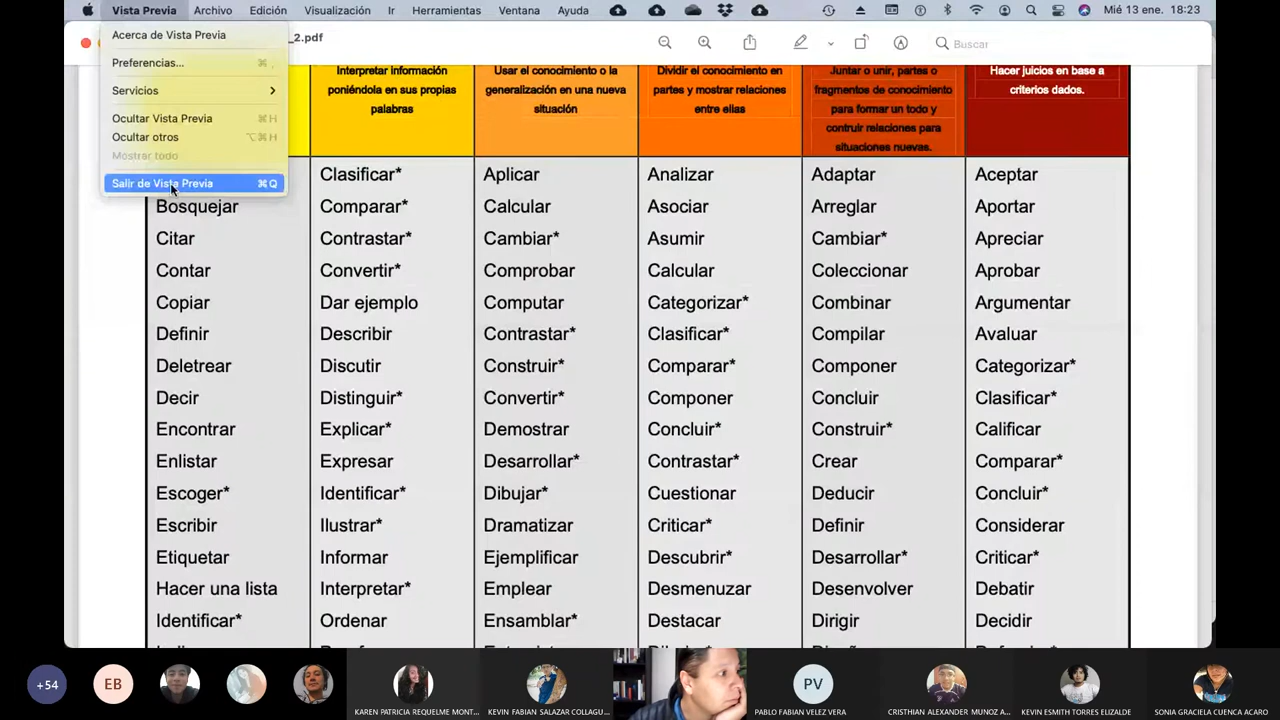 Vista Previa Archivo Edición Visualización Ir Herramientas Ventana Ayuda Mié 13 ene. 18:23
Acerca de Vista Previa
Preferencias... ⌘ ,
Servicios
Ocultar Vista Previa ⌘H
Ocultar otros ⌥⌘H
Mostrar todo
Salir de Vista Previa ⌘Q
_2.pdf
Buscar
Interpretar información
poniéndola en sus propias
palabras
Usar el conocimiento o la
generalización en una nueva
situación
Dividir el conocimiento en
partes y mostrar relaciones
entre ellas
Juntar o unir, partes o
fragmentos de conocimiento
para formar un todo y
contruir relaciones para
situaciones nuevas.
Hacer juicios en base a
criterios dados.
Clasificar* Aplicar Analizar Adaptar Aceptar
Bosquejar Comparar* Calcular Asociar Arreglar Aportar
Citar Contrastar* Cambiar* Asumir Cambiar* Apreciar
Contar Convertir* Comprobar Calcular Coleccionar Aprobar
Copiar Dar ejemplo Computar Categorizar* Combinar Argumentar
Definir Describir Contrastar* Clasificar* Compilar Avaluar
Deletrear Discutir Construir* Comparar* Componer Categorizar*
Decir Distinguir* Convertir* Componer Concluir Clasificar*
Encontrar Explicar* Demostrar Concluir* Construir* Calificar
Enlistar Expresar Desarrollar* Contrastar* Crear Comparar*
Escoger* Identificar* Dibujar* Cuestionar Deducir Concluir*
Escribir Ilustrar* Dramatizar Criticar* Definir Considerar
Etiquetar Informar Ejemplificar Descubrir* Desarrollar* Criticar*
Hacer una lista Interpretar* Emplear Desmenuzar Desenvolver Debatir
Identificar* Ordenar Ensamblar* Destacar Dirigir Decidir
+54 EB PV
KAREN PATRICIA REQUELME MONT... KEVIN FABIAN SALAZAR COLLAGU... PABLO FABIAN VELEZ VERA CRISTHIAN ALEXANDER MUNOZ A... KEVIN ESMITH TORRES ELIZALDE SONIA GRACIELA CUENCA ACARO